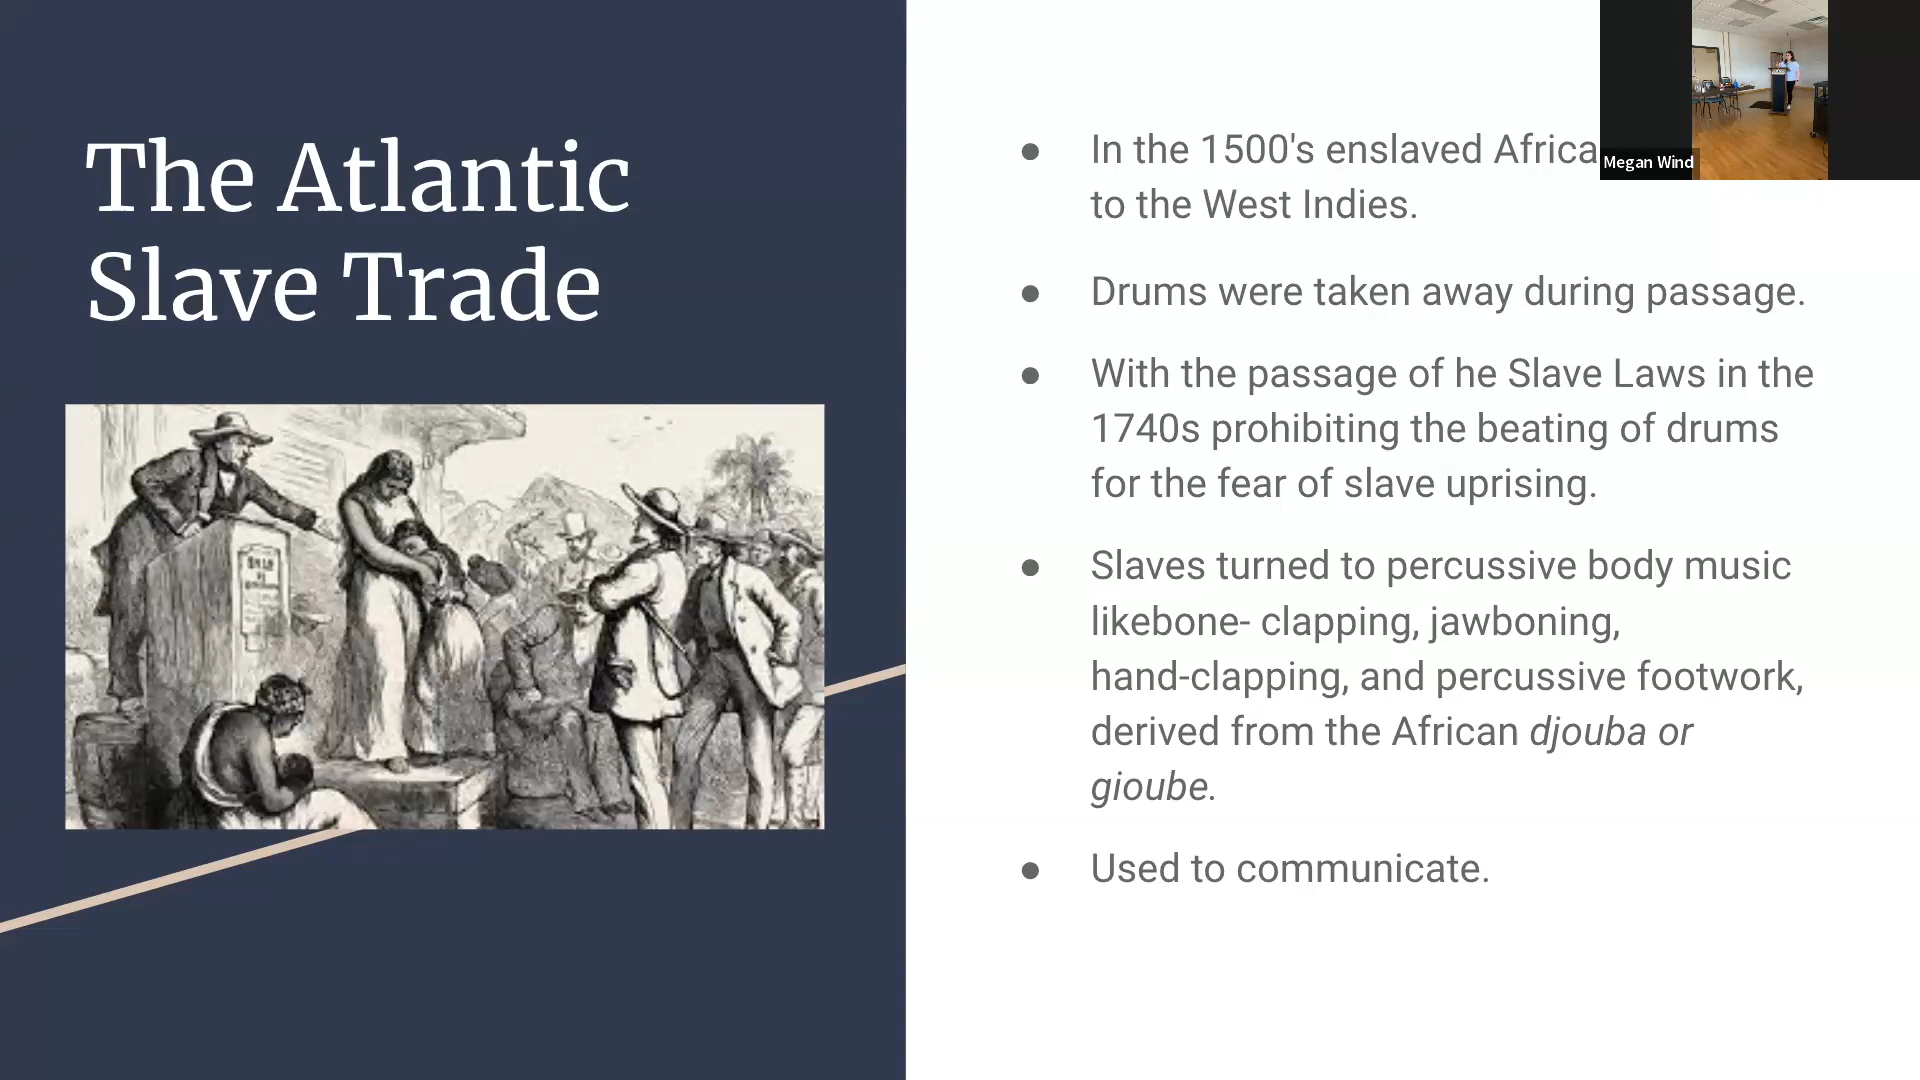 The Atlantic
Slave Trade
In the 1500's enslaved Africa
to the West Indies.
Drums were taken away during passage.
With the passage of he Slave Laws in the
1740s prohibiting the beating of drums
for the fear of slave uprising.
Slaves turned to percussive body music
likebone- clapping, jawboning,
hand-clapping, and percussive footwork,
derived from the African djouba or
gioube.
Used to communicate.
Megan Wind